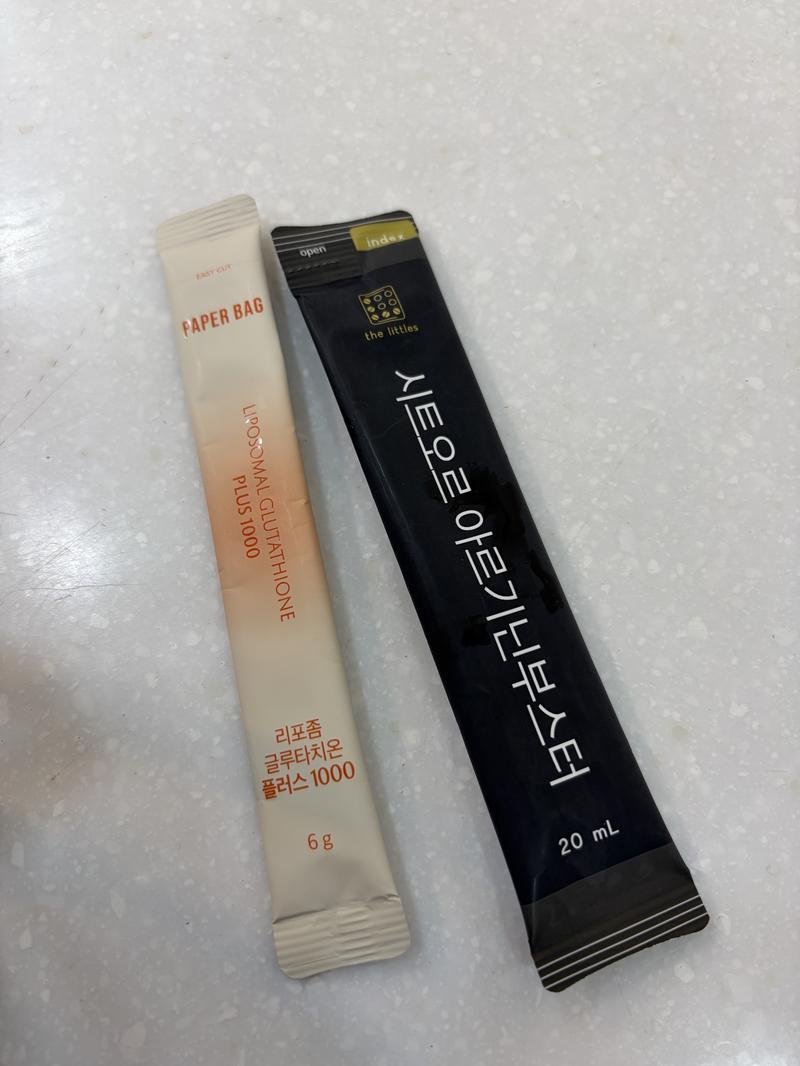 EASY CUT
PAPER BAG
LIPOSOMAL GLUTATHIONE
PLUS 1000
리포좀
글루타치온
플러스 1000
6 g
open
index
the littles
시트오르 아르기닌부스터
20 mL